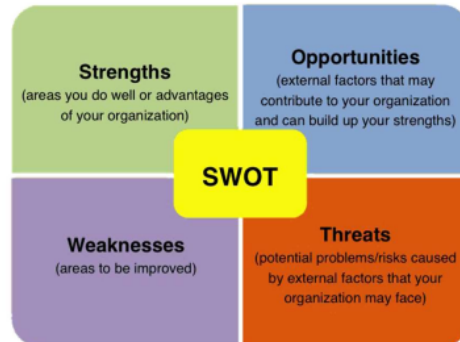 Strengths
(areas you do well or advantages
of your organization)
Opportunities
(external factors that may
contribute to your organization
and can build up your strengths)
SWOT
Weaknesses
(areas to be improved)
Threats
(potential problems/risks caused
by external factors that your
organization may face)